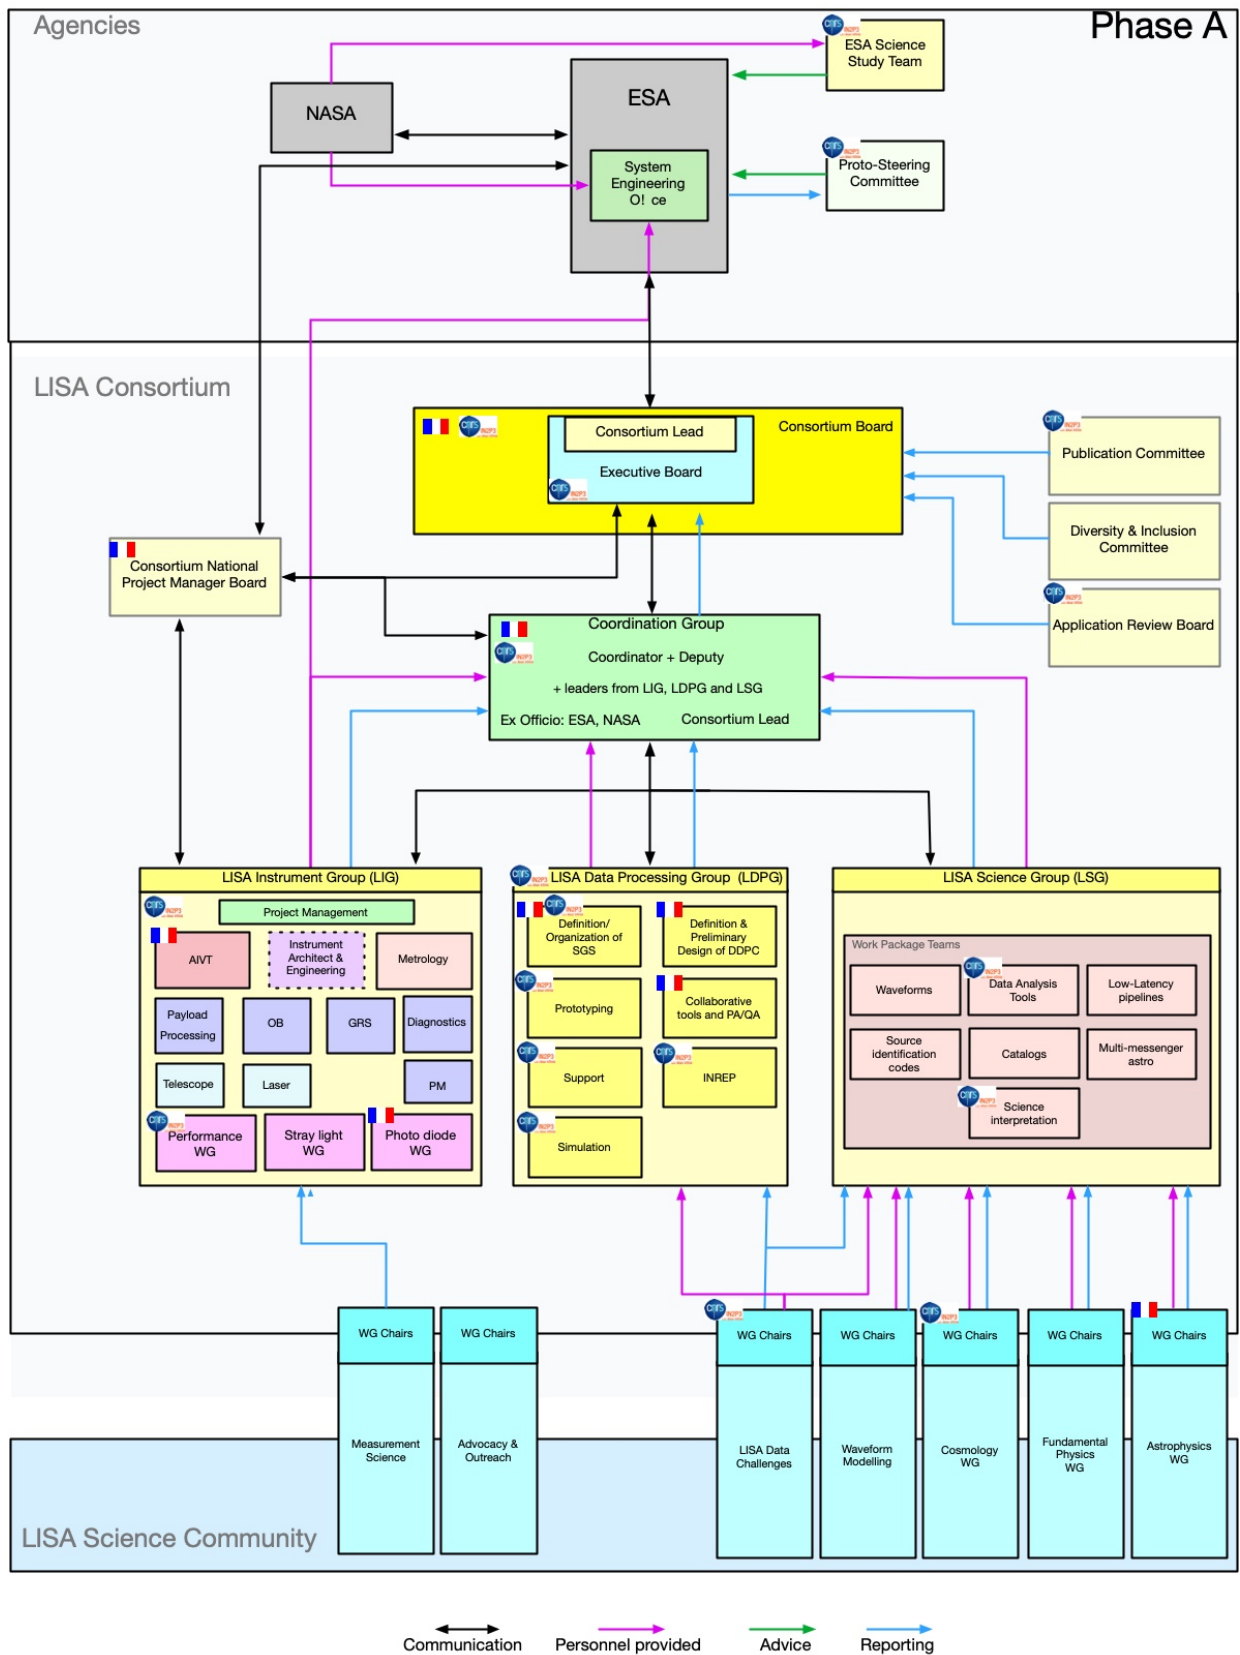 Agencies
Phase A
ESA Science
Study Team
NASA
ESA
System
Engineering
O! ce
Proto-Steering
Committee
LISA Consortium
Consortium Lead
Executive Board
Consortium Board
Publication Committee
Diversity & Inclusion
Committee
Application Review Board
Consortium National
Project Manager Board
Coordination Group
Coordinator + Deputy
+ leaders from LIG, LDPG and LSG
Ex Officio: ESA, NASA
Consortium Lead
LISA Instrument Group (LIG)
Project Management
AIVT
Instrument
Architect &
Engineering
Metrology
Payload
Processing
OB
GRS
Diagnostics
Telescope
Laser
PM
Performance
WG
Stray light
WG
Photo diode
WG
LISA Data Processing Group (LDPG)
Definition/
Organization of
SGS
Definition &
Preliminary
Design of DDPC
Prototyping
Collaborative
tools and PA/QA
Support
INREP
Simulation
LISA Science Group (LSG)
Work Package Teams
Waveforms
Data Analysis
Tools
Low-Latency
pipelines
Source
identification
codes
Catalogs
Multi-messenger
astro
Science
interpretation
WG Chairs
WG Chairs
WG Chairs
WG Chairs
WG Chairs
WG Chairs
WG Chairs
Measurement
Science
Advocacy &
Outreach
LISA Data
Challenges
Waveform
Modelling
Cosmology
WG
Fundamental
Physics
WG
Astrophysics
WG
LISA Science Community
Communication
Personnel provided
Advice
Reporting